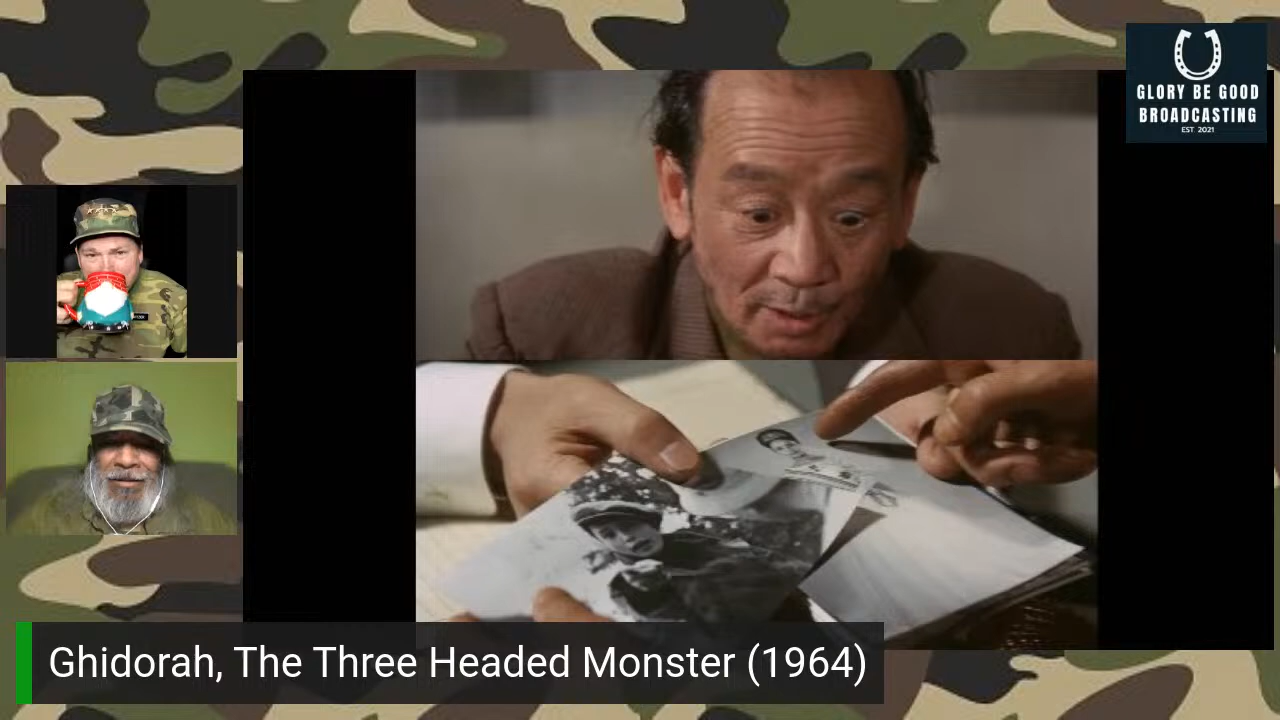 GLORY BE GOOD
BROADCASTING
EST. 2021
Ghidorah, The Three Headed Monster (1964)